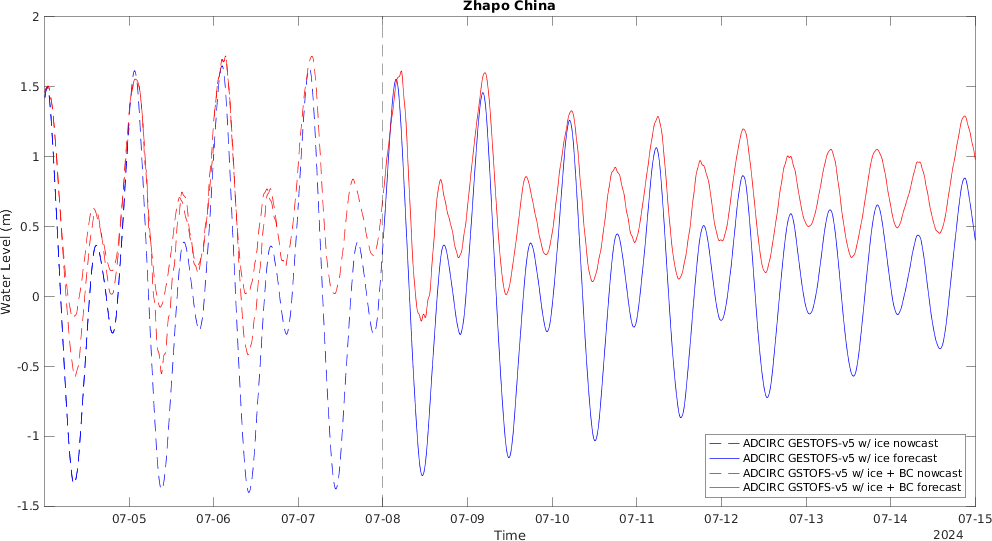 Zhapo China
2
1.5
1
0.5
0
-0.5
-1
-1.5
Water Level (m)
07-05 07-06 07-07 07-08 07-09 07-10 07-11 07-12 07-13 07-14 07-15
Time
2024
ADCIRC GESTOFS-v5 w/ ice nowcast
ADCIRC GESTOFS-v5 w/ ice forecast
ADCIRC GSTOFS-v5 w/ ice + BC nowcast
ADCIRC GSTOFS-v5 w/ ice + BC forecast